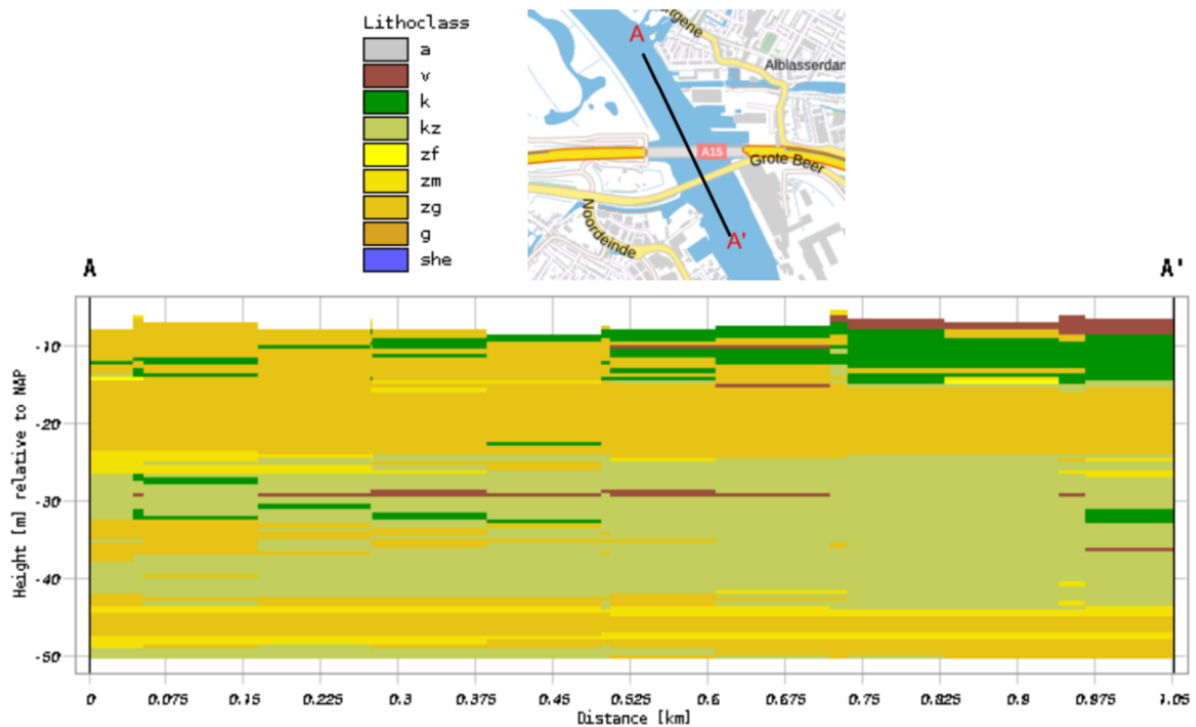 Lithoclass
a
v
k
kz
zf
zm
zg
g
she
A
Alblasserdam
A15
Grote Beer
Noordeinde
A'
A
A'
Height [m] relative to NAP
-10
-20
-30
-40
-50
0
0.075
0.15
0.225
0.3
0.375
0.45
0.525
0.6
0.675
0.75
0.825
0.9
0.975
1.05
Distance [km]